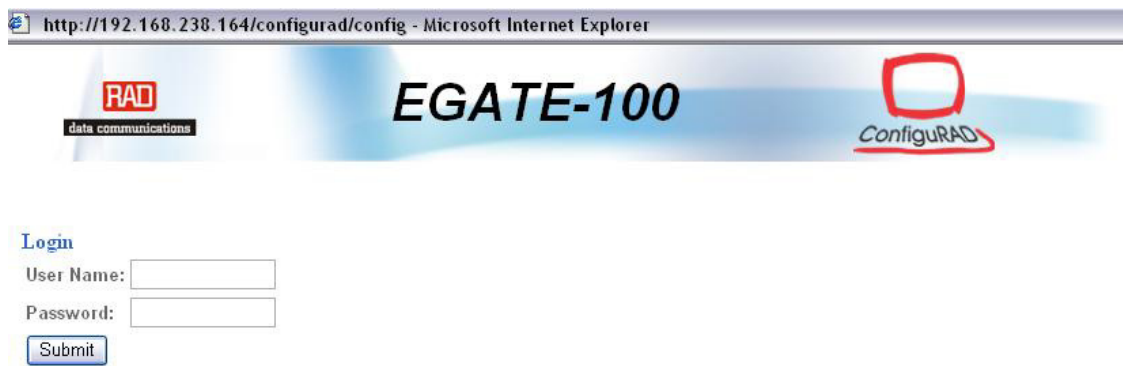 http://192.168.238.164/configurad/config - Microsoft Internet Explorer
RAD
data communications
EGATE-100
ConfiguRAD
Login
User Name:
Password:
Submit